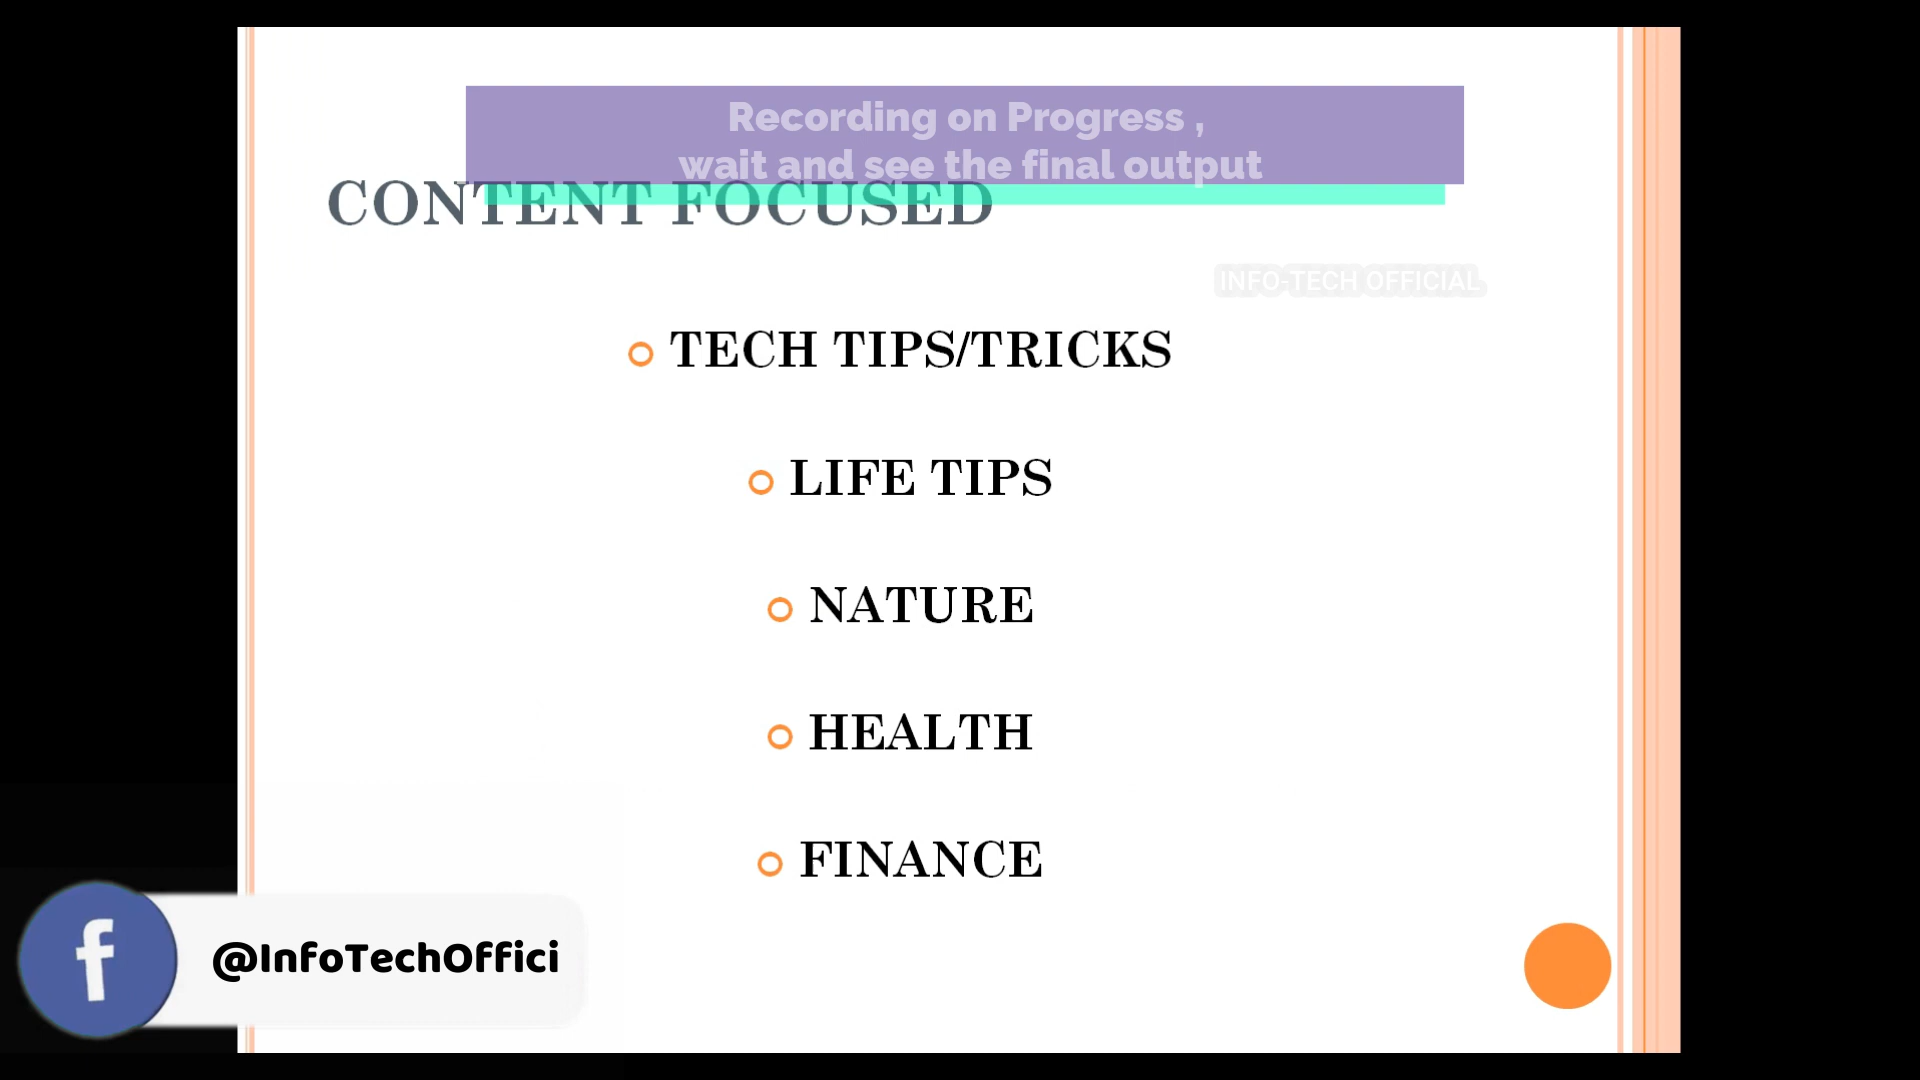 Recording on Progress ,
wait and see the final output
CONTENT FOCUSED
INFO-TECH OFFICIAL
TECH TIPS/TRICKS
LIFE TIPS
NATURE
HEALTH
FINANCE
f
@InfoTechOffici